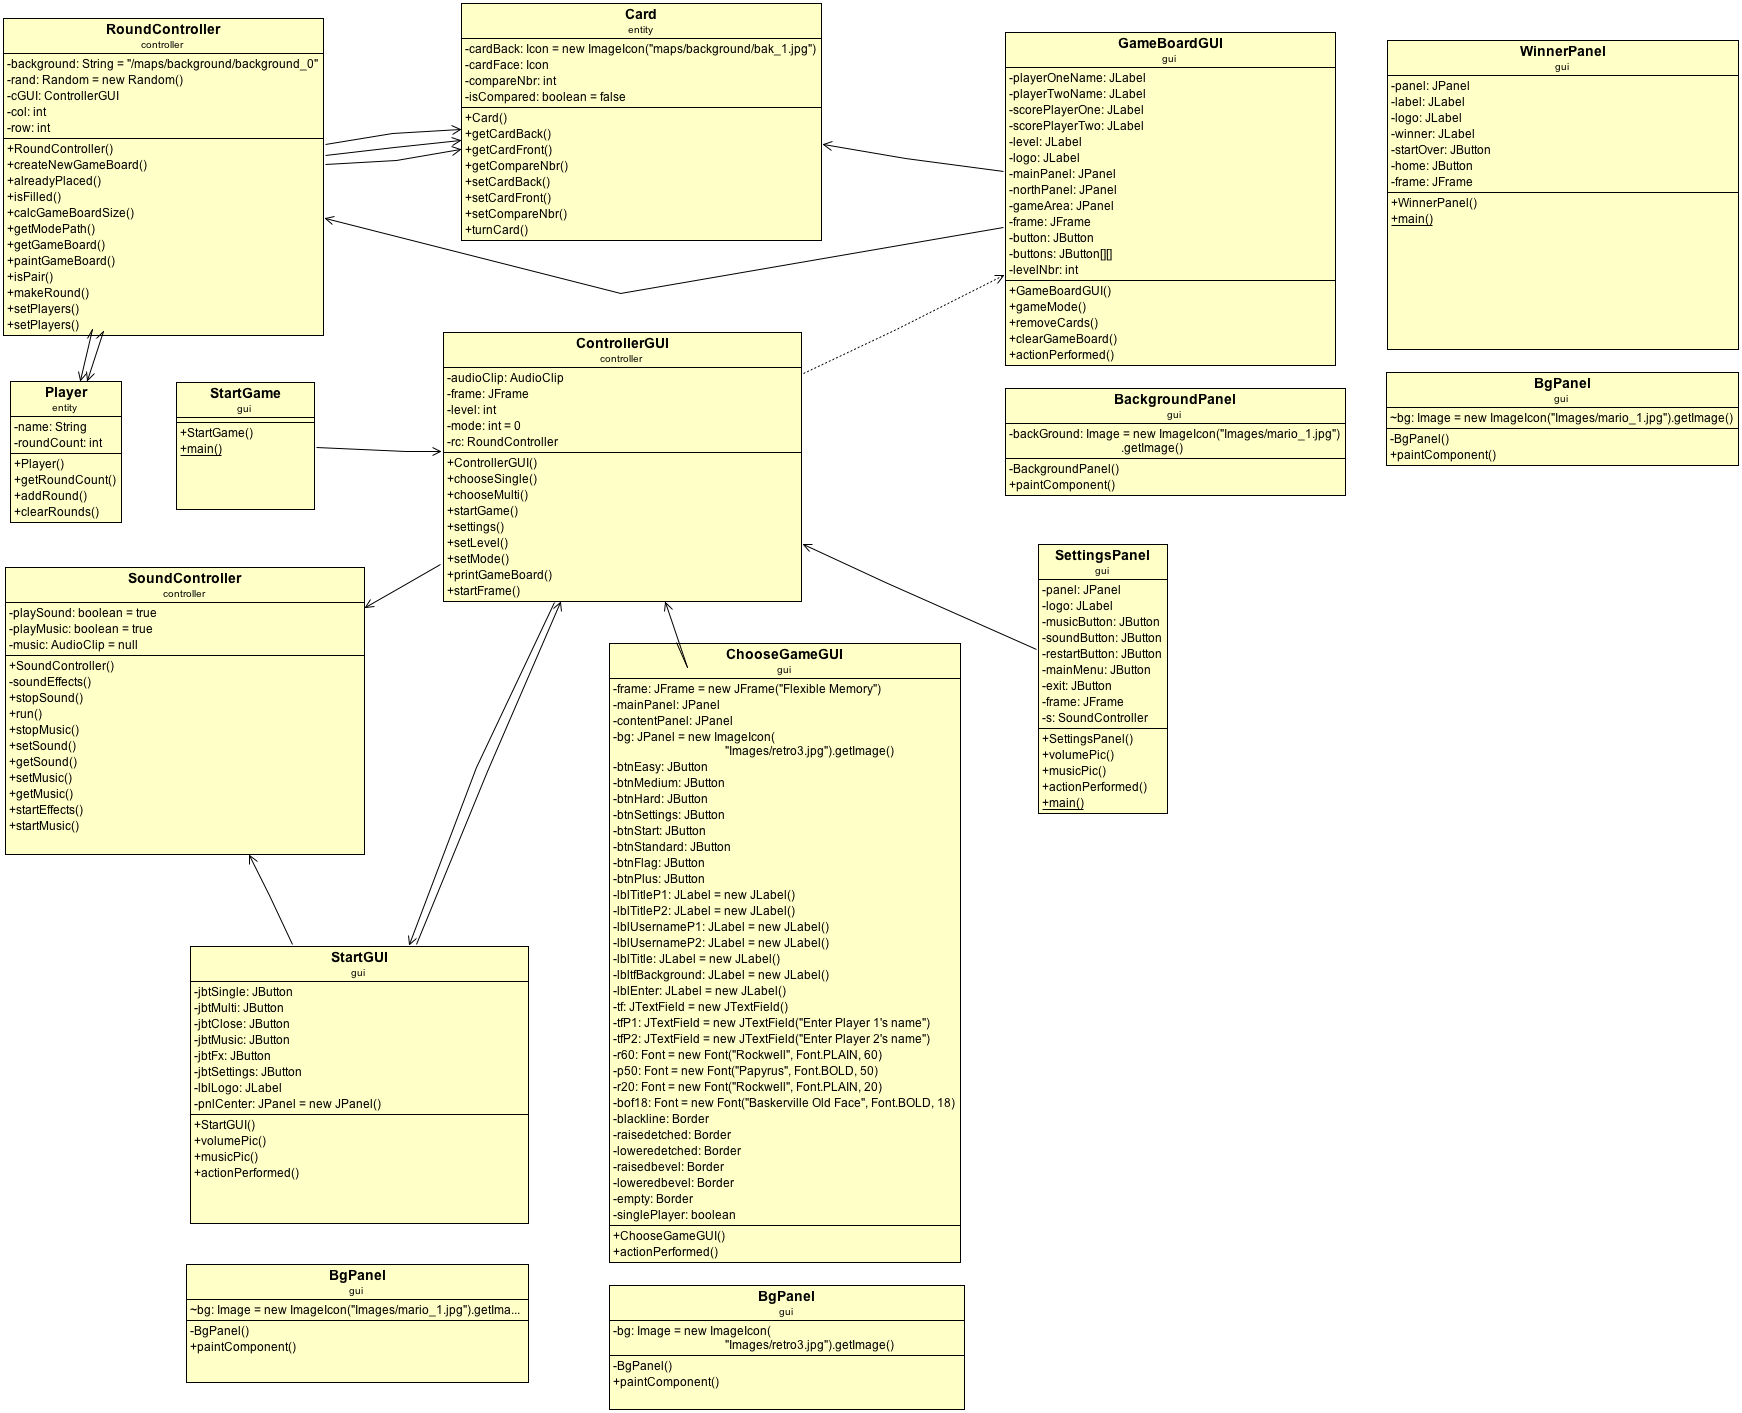 RoundController
controller
-background: String = "/maps/background/background_0"
-rand: Random = new Random()
-cGUI: ControllerGUI
-col: int
-row: int
+RoundController()
+createNewGameBoard()
+alreadyPlaced()
+isFilled()
+calcGameBoardSize()
+getModePath()
+getGameBoard()
+paintGameBoard()
+isPair()
+makeRound()
+setPlayers()
+setPlayers()
Card
entity
-cardBack: Icon = new ImageIcon("maps/background/bak_1.jpg")
-cardFace: Icon
-compareNbr: int
-isCompared: boolean = false
+Card()
+getCardBack()
+getCardFront()
+getCompareNbr()
+setCardBack()
+setCardFront()
+setCompareNbr()
+turnCard()
GameBoardGUI
gui
-playerOneName: JLabel
-playerTwoName: JLabel
-scorePlayerOne: JLabel
-scorePlayerTwo: JLabel
-level: JLabel
-logo: JLabel
-mainPanel: JPanel
-northPanel: JPanel
-gameArea: JPanel
-frame: JFrame
-button: JButton
-buttons: JButton[][]
-levelNbr: int
+GameBoardGUI()
+gameMode()
+removeCards()
+clearGameBoard()
+actionPerformed()
WinnerPanel
gui
-panel: JPanel
-label: JLabel
-logo: JLabel
-winner: JLabel
-startOver: JButton
-home: JButton
-frame: JFrame
+WinnerPanel()
+main()
Player
entity
-name: String
-roundCount: int
+Player()
+getRoundCount()
+addRound()
+clearRounds()
StartGame
gui
+StartGame()
+main()
ControllerGUI
controller
-audioClip: AudioClip
-frame: JFrame
-level: int
-mode: int = 0
-rc: RoundController
+ControllerGUI()
+chooseSingle()
+chooseMulti()
+startGame()
+settings()
+setLevel()
+setMode()
+printGameBoard()
+startFrame()
BackgroundPanel
gui
-backGround: Image = new ImageIcon("Images/mario_1.jpg")
.getImage()
-BackgroundPanel()
+paintComponent()
BgPanel
gui
~bg: Image = new ImageIcon("Images/mario_1.jpg").getImage()
-BgPanel()
+paintComponent()
SoundController
controller
-playSound: boolean = true
-playMusic: boolean = true
-music: AudioClip = null
+SoundController()
-soundEffects()
+stopSound()
+run()
+stopMusic()
+setSound()
+getSound()
+setMusic()
+getMusic()
+startEffects()
+startMusic()
SettingsPanel
gui
-panel: JPanel
-logo: JLabel
-musicButton: JButton
-soundButton: JButton
-restartButton: JButton
-mainMenu: JButton
-exit: JButton
-frame: JFrame
-s: SoundController
+SettingsPanel()
+volumePic()
+musicPic()
+actionPerformed()
+main()
ChooseGameGUI
gui
-frame: JFrame = new JFrame("Flexible Memory")
-mainPanel: JPanel
-contentPanel: JPanel
-bg: JPanel = new ImageIcon(
"Images/retro3.jpg").getImage()
-btnEasy: JButton
-btnMedium: JButton
-btnHard: JButton
-btnSettings: JButton
-btnStart: JButton
-btnStandard: JButton
-btnFlag: JButton
-btnPlus: JButton
-lblTitleP1: JLabel = new JLabel()
-lblTitleP2: JLabel = new JLabel()
-lblUsernameP1: JLabel = new JLabel()
-lblUsernameP2: JLabel = new JLabel()
-lblTitle: JLabel = new JLabel()
-lbltfBackground: JLabel = new JLabel()
-lblEnter: JLabel = new JLabel()
-tf: JTextField = new JTextField()
-tfP1: JTextField = new JTextField("Enter Player 1's name")
-tfP2: JTextField = new JTextField("Enter Player 2's name")
-r60: Font = new Font("Rockwell", Font.PLAIN, 60)
-p50: Font = new Font("Papyrus", Font.BOLD, 50)
-r20: Font = new Font("Rockwell", Font.PLAIN, 20)
-bof18: Font = new Font("Baskerville Old Face", Font.BOLD, 18)
-blackline: Border
-raisedetched: Border
-loweredetched: Border
-raisedbevel: Border
-loweredbevel: Border
-empty: Border
-singlePlayer: boolean
+ChooseGameGUI()
+actionPerformed()
StartGUI
gui
-jbtSingle: JButton
-jbtMulti: JButton
-jbtClose: JButton
-jbtMusic: JButton
-jbtFx: JButton
-jbtSettings: JButton
-lblLogo: JLabel
-pnlCenter: JPanel = new JPanel()
+StartGUI()
+volumePic()
+musicPic()
+actionPerformed()
BgPanel
gui
~bg: Image = new ImageIcon("Images/mario_1.jpg").getIma...
-BgPanel()
+paintComponent()
BgPanel
gui
-bg: Image = new ImageIcon(
"Images/retro3.jpg").getImage()
-BgPanel()
+paintComponent()